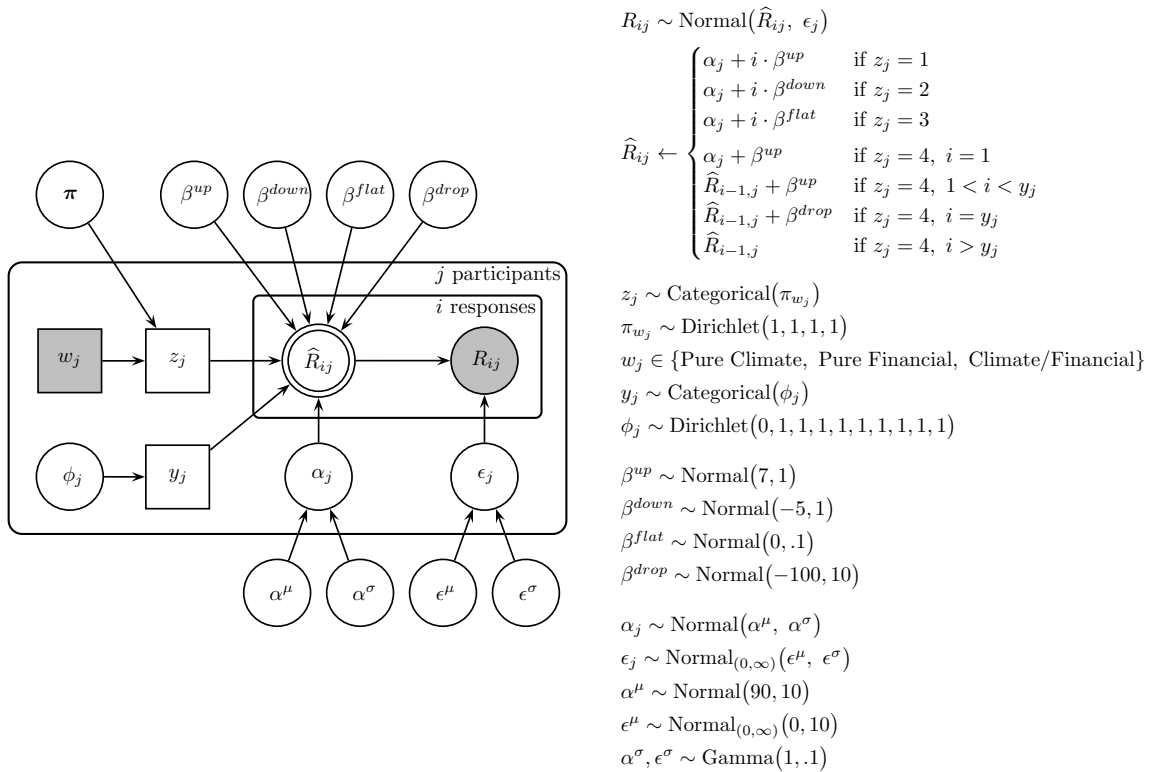 π β^up β^down β^flat β^drop
j participants
i responses
w_j z_j R̂_ij R_ij
ϕ_j y_j α_j ϵ_j
α^μ α^σ ϵ^μ ϵ^σ
R_ij ∼ Normal(R̂_ij, ϵ_j)
R̂_ij ← {
α_j + i · β^up if z_j = 1
α_j + i · β^down if z_j = 2
α_j + i · β^flat if z_j = 3
α_j + β^up if z_j = 4, i = 1
R̂_i−1,j + β^up if z_j = 4, 1 < i < y_j
R̂_i−1,j + β^drop if z_j = 4, i = y_j
R̂_i−1,j if z_j = 4, i > y_j
z_j ∼ Categorical(π_w_j)
π_w_j ∼ Dirichlet(1, 1, 1, 1)
w_j ∈ {Pure Climate, Pure Financial, Climate/Financial}
y_j ∼ Categorical(ϕ_j)
ϕ_j ∼ Dirichlet(0, 1, 1, 1, 1, 1, 1, 1, 1, 1)
β^up ∼ Normal(7, 1)
β^down ∼ Normal(−5, 1)
β^flat ∼ Normal(0, .1)
β^drop ∼ Normal(−100, 10)
α_j ∼ Normal(α^μ, α^σ)
ϵ_j ∼ Normal_(0,∞)(ϵ^μ, ϵ^σ)
α^μ ∼ Normal(90, 10)
ϵ^μ ∼ Normal_(0,∞)(0, 10)
α^σ, ϵ^σ ∼ Gamma(1, .1)